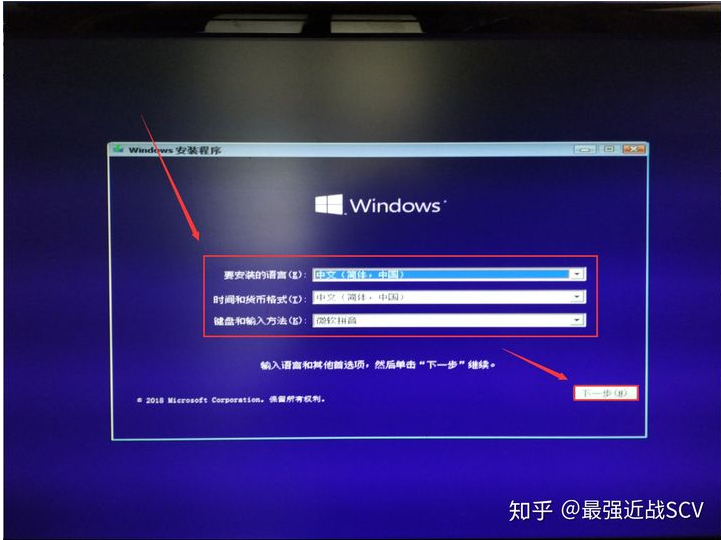 Windows 安装程序
Windows
要安装的语言(E): 中文(简体，中国)
时间和货币格式(T): 中文(简体，中国)
键盘和输入方法(K): 微软拼音
输入语言和其他首选项，然后单击“下一步”继续。
© 2018 Microsoft Corporation。保留所有权利。
下一步(N)
知乎 @最强近战SCV